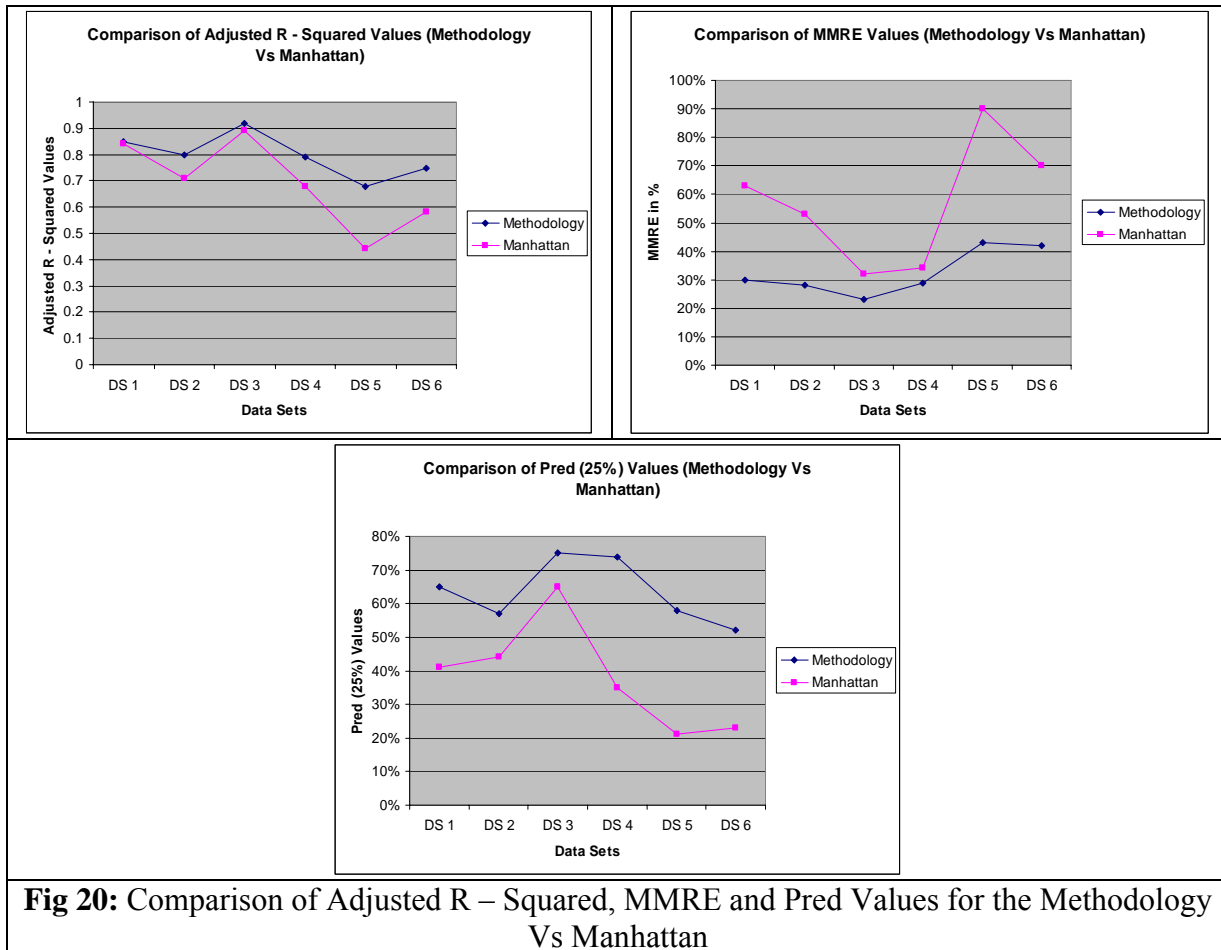 Comparison of Adjusted R - Squared Values (Methodology
Vs Manhattan)
1
0.9
0.8
0.7
0.6
0.5
0.4
0.3
0.2
0.1
0
Adjusted R - Squared Values
DS 1 DS 2 DS 3 DS 4 DS 5 DS 6
Data Sets
Methodology
Manhattan
Comparison of MMRE Values (Methodology Vs Manhattan)
100%
90%
80%
70%
60%
50%
40%
30%
20%
10%
0%
MMRE in %
DS 1 DS 2 DS 3 DS 4 DS 5 DS 6
Data Sets
Methodology
Manhattan
Comparison of Pred (25%) Values (Methodology Vs
Manhattan)
80%
70%
60%
50%
40%
30%
20%
10%
0%
Pred (25%) Values
DS 1 DS 2 DS 3 DS 4 DS 5 DS 6
Data Sets
Methodology
Manhattan
Fig 20: Comparison of Adjusted R – Squared, MMRE and Pred Values for the Methodology
Vs Manhattan